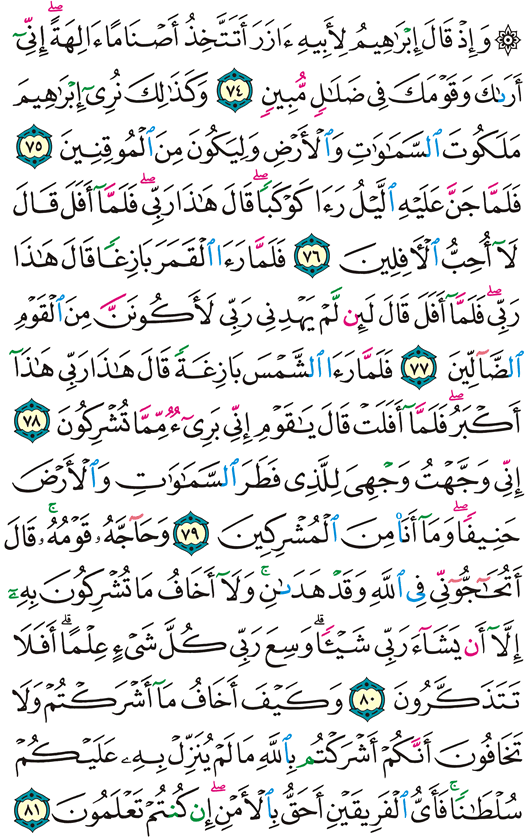 ۞ وَإِذْ قَالَ إِبْرَٰهِيمُ لِأَبِيهِ ءَازَرَ أَتَتَّخِذُ أَصْنَامًا ءَالِهَةً ۖ إِنِّىٓ
أَرَىٰكَ وَقَوْمَكَ فِى ضَلَٰلٍ مُّبِينٍ ٧٤ وَكَذَٰلِكَ نُرِىٓ إِبْرَٰهِيمَ
مَلَكُوتَ ٱلسَّمَٰوَٰتِ وَٱلْأَرْضِ وَلِيَكُونَ مِنَ ٱلْمُوقِنِينَ ٧٥
فَلَمَّا جَنَّ عَلَيْهِ ٱلَّيْلُ رَءَا كَوْكَبًا ۖ قَالَ هَٰذَا رَبِّى ۖ فَلَمَّآ أَفَلَ قَالَ
لَآ أُحِبُّ ٱلْءَافِلِينَ ٧٦ فَلَمَّا رَءَا ٱلْقَمَرَ بَازِغًا قَالَ هَٰذَا
رَبِّى ۖ فَلَمَّآ أَفَلَ قَالَ لَئِن لَّمْ يَهْدِنِى رَبِّى لَأَكُونَنَّ مِنَ ٱلْقَوْمِ
ٱلضَّآلِّينَ ٧٧ فَلَمَّا رَءَا ٱلشَّمْسَ بَازِغَةً قَالَ هَٰذَا رَبِّى هَٰذَآ
أَكْبَرُ ۖ فَلَمَّآ أَفَلَتْ قَالَ يَٰقَوْمِ إِنِّى بَرِىٓءٌ مِّمَّا تُشْرِكُونَ ٧٨
إِنِّى وَجَّهْتُ وَجْهِىَ لِلَّذِى فَطَرَ ٱلسَّمَٰوَٰتِ وَٱلْأَرْضَ
حَنِيفًا ۖ وَمَآ أَنَا۠ مِنَ ٱلْمُشْرِكِينَ ٧٩ وَحَآجَّهُۥ قَوْمُهُۥ ۚ قَالَ
أَتُحَٰٓجُّوٓنِّى فِى ٱللَّهِ وَقَدْ هَدَىٰنِ ۚ وَلَآ أَخَافُ مَا تُشْرِكُونَ بِهِۦٓ
إِلَّآ أَن يَشَآءَ رَبِّى شَيْـًٔا ۗ وَسِعَ رَبِّى كُلَّ شَىْءٍ عِلْمًا ۗ أَفَلَا
تَتَذَكَّرُونَ ٨٠ وَكَيْفَ أَخَافُ مَآ أَشْرَكْتُمْ وَلَا
تَخَافُونَ أَنَّكُمْ أَشْرَكْتُم بِٱللَّهِ مَا لَمْ يُنَزِّلْ بِهِۦ عَلَيْكُمْ
سُلْطَٰنًا ۚ فَأَىُّ ٱلْفَرِيقَيْنِ أَحَقُّ بِٱلْأَمْنِ ۖ إِن كُنتُمْ تَعْلَمُونَ ٨١